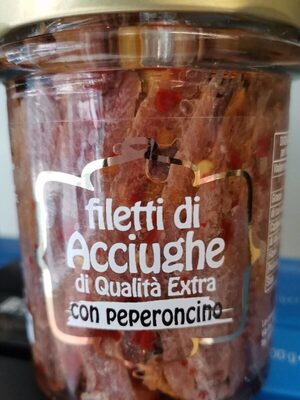 filetti di
Acciughe
di Qualità Extra
con peperoncino